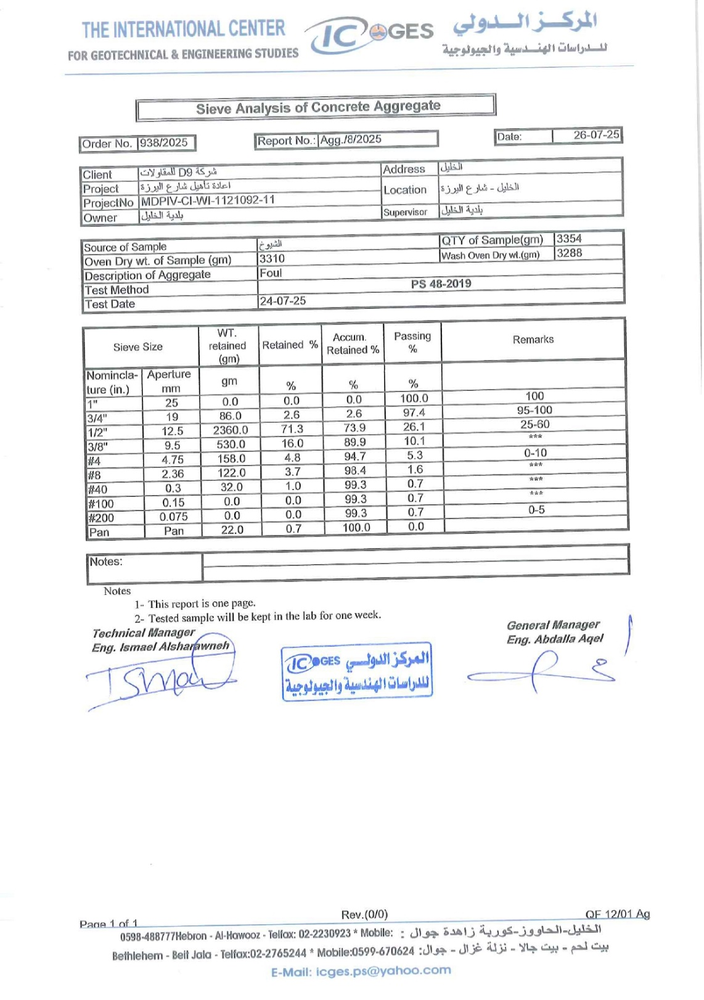 THE INTERNATIONAL CENTER
FOR GEOTECHNICAL & ENGINEERING STUDIES
IC GES
المركز الدولي
للدراسات الهندسية والجيولوجية
Sieve Analysis of Concrete Aggregate
Order No. 938/2025 Report No.: Agg./8/2025 Date: 26-07-25
Client شركة D9 للمقاولات Address الخليل
Project اعادة تأهيل شارع البرزة Location الخليل - شارع البرزة
ProjectNo MDPIV-CI-WI-1121092-11
Owner بلدية الخليل Supervisor بلدية الخليل
Source of Sample الشيوخ QTY of Sample(gm) 3354
Oven Dry wt. of Sample (gm) 3310 Wash Oven Dry wt.(gm) 3288
Description of Aggregate Foul
Test Method PS 48-2019
Test Date 24-07-25
Sieve Size WT. retained (gm) Retained % Accum. Retained % Passing % Remarks
Nomincla-ture (in.) Aperture mm gm % % %
1" 25 0.0 0.0 0.0 100.0 100
3/4" 19 86.0 2.6 2.6 97.4 95-100
1/2" 12.5 2360.0 71.3 73.9 26.1 25-60
3/8" 9.5 530.0 16.0 89.9 10.1 ***
#4 4.75 158.0 4.8 94.7 5.3 0-10
#8 2.36 122.0 3.7 98.4 1.6 ***
#40 0.3 32.0 1.0 99.3 0.7 ***
#100 0.15 0.0 0.0 99.3 0.7 ***
#200 0.075 0.0 0.0 99.3 0.7 0-5
Pan Pan 22.0 0.7 100.0 0.0
Notes:
Notes
1- This report is one page.
2- Tested sample will be kept in the lab for one week.
Technical Manager
Eng. Ismael Alsharawneh
General Manager
Eng. Abdalla Aqel
IC GES المركز الدولي
للدراسات الهندسية والجيولوجية
Page 1 of 1 Rev.(0/0) QF 12/01 Ag
0598-488777Hebron - Al-Hawooz - Telfax: 02-2230923 * Mobile: الخليل-الحاووز-كورية زاهدة جوال :
Bethlehem - Beit Jala - Telfax:02-2765244 * Mobile:0599-670624 :بيت لحم - بيت جالا - نزلة غزال - جوال
E-Mail: icges.ps@yahoo.com